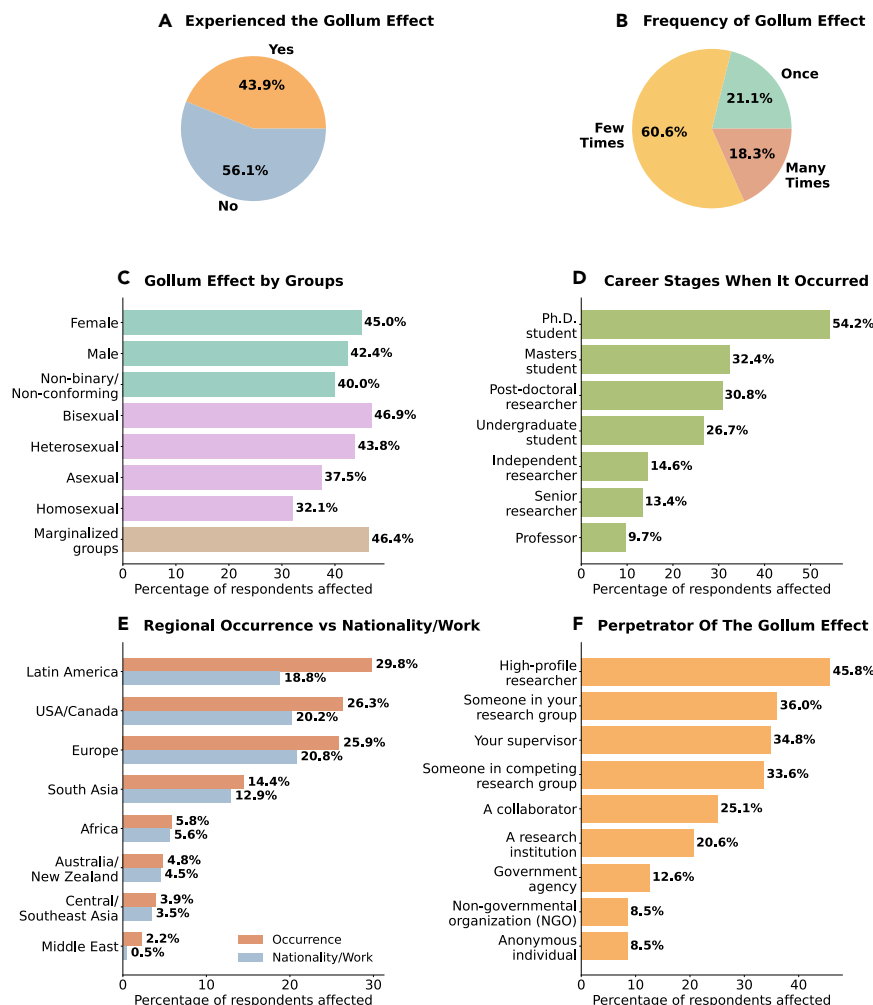 A Experienced the Gollum Effect
Yes
43.9%
56.1%
No
B Frequency of Gollum Effect
Once
21.1%
Few
Times
60.6%
18.3%
Many
Times
C Gollum Effect by Groups
Female
45.0%
Male
42.4%
Non-binary/
Non-conforming
40.0%
Bisexual
46.9%
Heterosexual
43.8%
Asexual
37.5%
Homosexual
32.1%
Marginalized
groups
46.4%
0 10 20 30 40
Percentage of respondents affected
D Career Stages When It Occurred
Ph.D.
student
54.2%
Masters
student
32.4%
Post-doctoral
researcher
30.8%
Undergraduate
student
26.7%
Independent
researcher
14.6%
Senior
researcher
13.4%
Professor
9.7%
0 10 20 30 40 50
Percentage of respondents affected
E Regional Occurrence vs Nationality/Work
Latin America
29.8%
18.8%
USA/Canada
26.3%
20.2%
Europe
25.9%
20.8%
South Asia
14.4%
12.9%
Africa
5.8%
5.6%
Australia/
New Zealand
4.8%
4.5%
Central/
Southeast Asia
3.9%
3.5%
Middle East
2.2%
0.5%
Occurrence
Nationality/Work
0 10 20 30
Percentage of respondents affected
F Perpetrator Of The Gollum Effect
High-profile
researcher
45.8%
Someone in your
research group
36.0%
Your supervisor
34.8%
Someone in competing
research group
33.6%
A collaborator
25.1%
A research
institution
20.6%
Government
agency
12.6%
Non-governmental
organization (NGO)
8.5%
Anonymous
individual
8.5%
0 20 40
Percentage of respondents affected